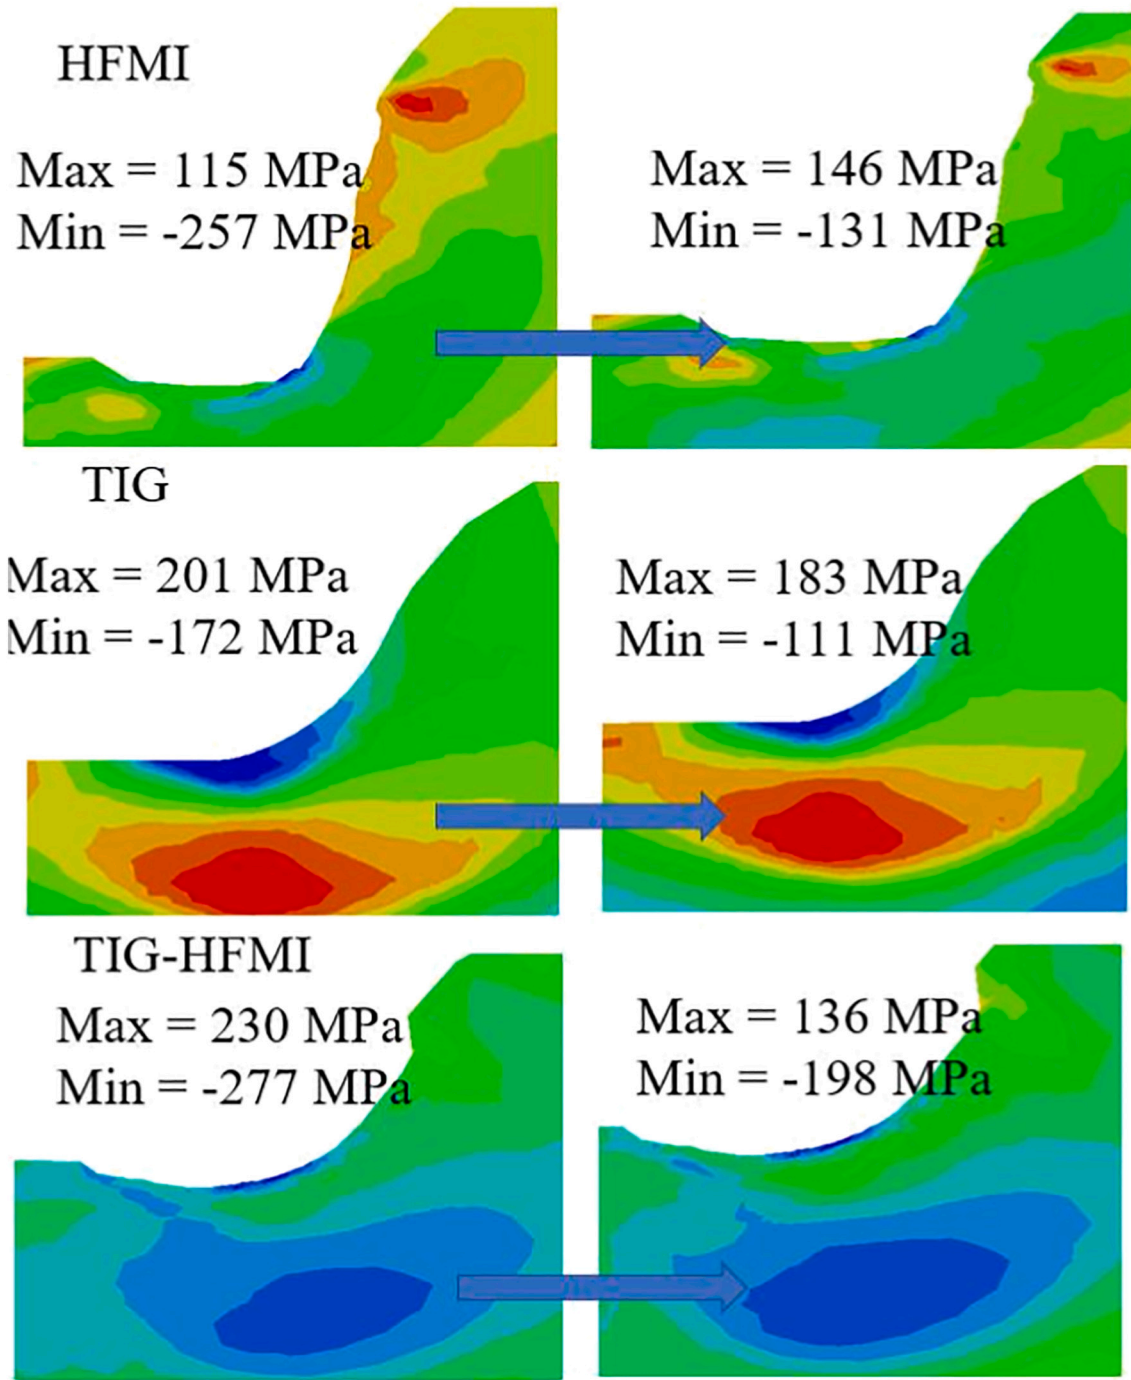 HFMI
Max = 115 MPa
Min = -257 MPa
Max = 146 MPa
Min = -131 MPa
TIG
Max = 201 MPa
Min = -172 MPa
Max = 183 MPa
Min = -111 MPa
TIG-HFMI
Max = 230 MPa
Min = -277 MPa
Max = 136 MPa
Min = -198 MPa